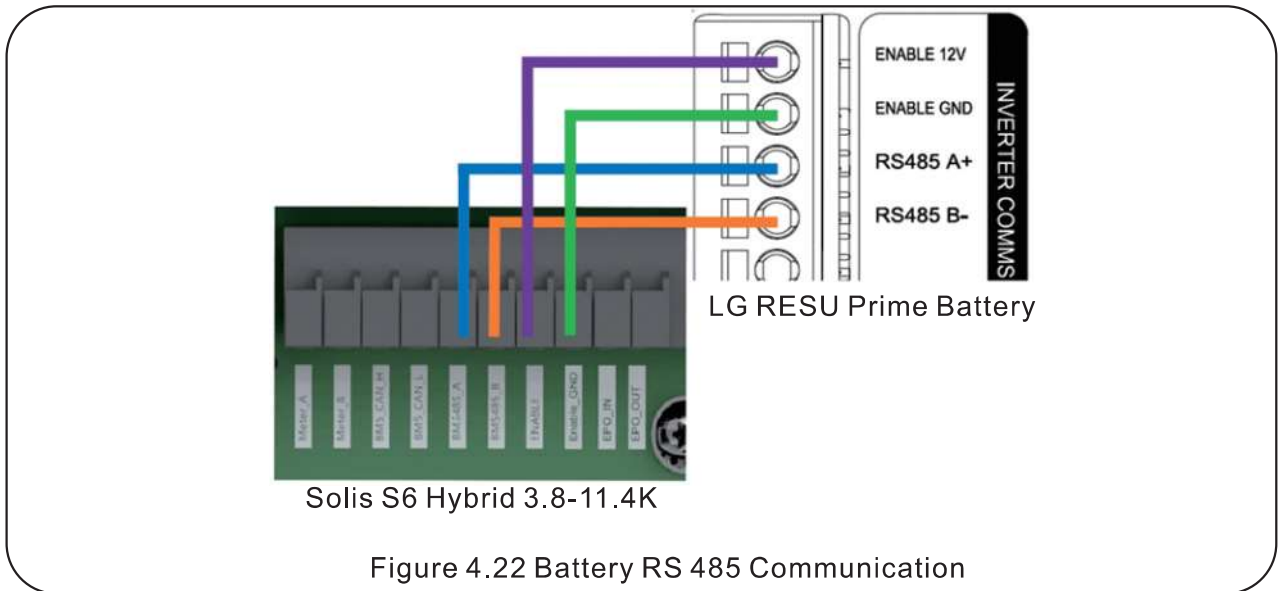 ENABLE 12V
ENABLE GND
RS485 A+
RS485 B-
INVERTER COMMS
LG RESU Prime Battery
Meter_A
Meter_B
BMS_CAN_H
BMS_CAN_L
BMS485_A
BMS485_B
ENABLE
Enable_GND
EPO_IN
EPO_OUT
Solis S6 Hybrid 3.8-11.4K
Figure 4.22 Battery RS 485 Communication